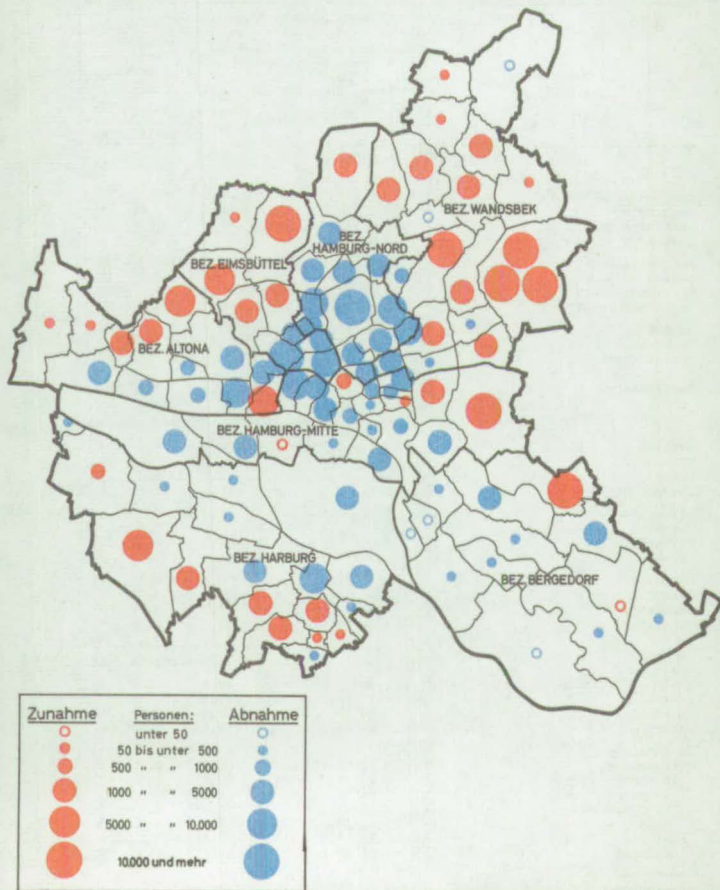 BEZ. WANDSBEK
BEZ.
HAMBURG-NORD
BEZ. EIMSBÜTTEL
BEZ. ALTONA
BEZ. HAMBURG-MITTE
BEZ. HARBURG
BEZ. BERGEDORF
Zunahme Personen: Abnahme
unter 50
50 bis unter 500
500 " " 1000
1000 " " 5000
5000 " " 10.000
10.000 und mehr